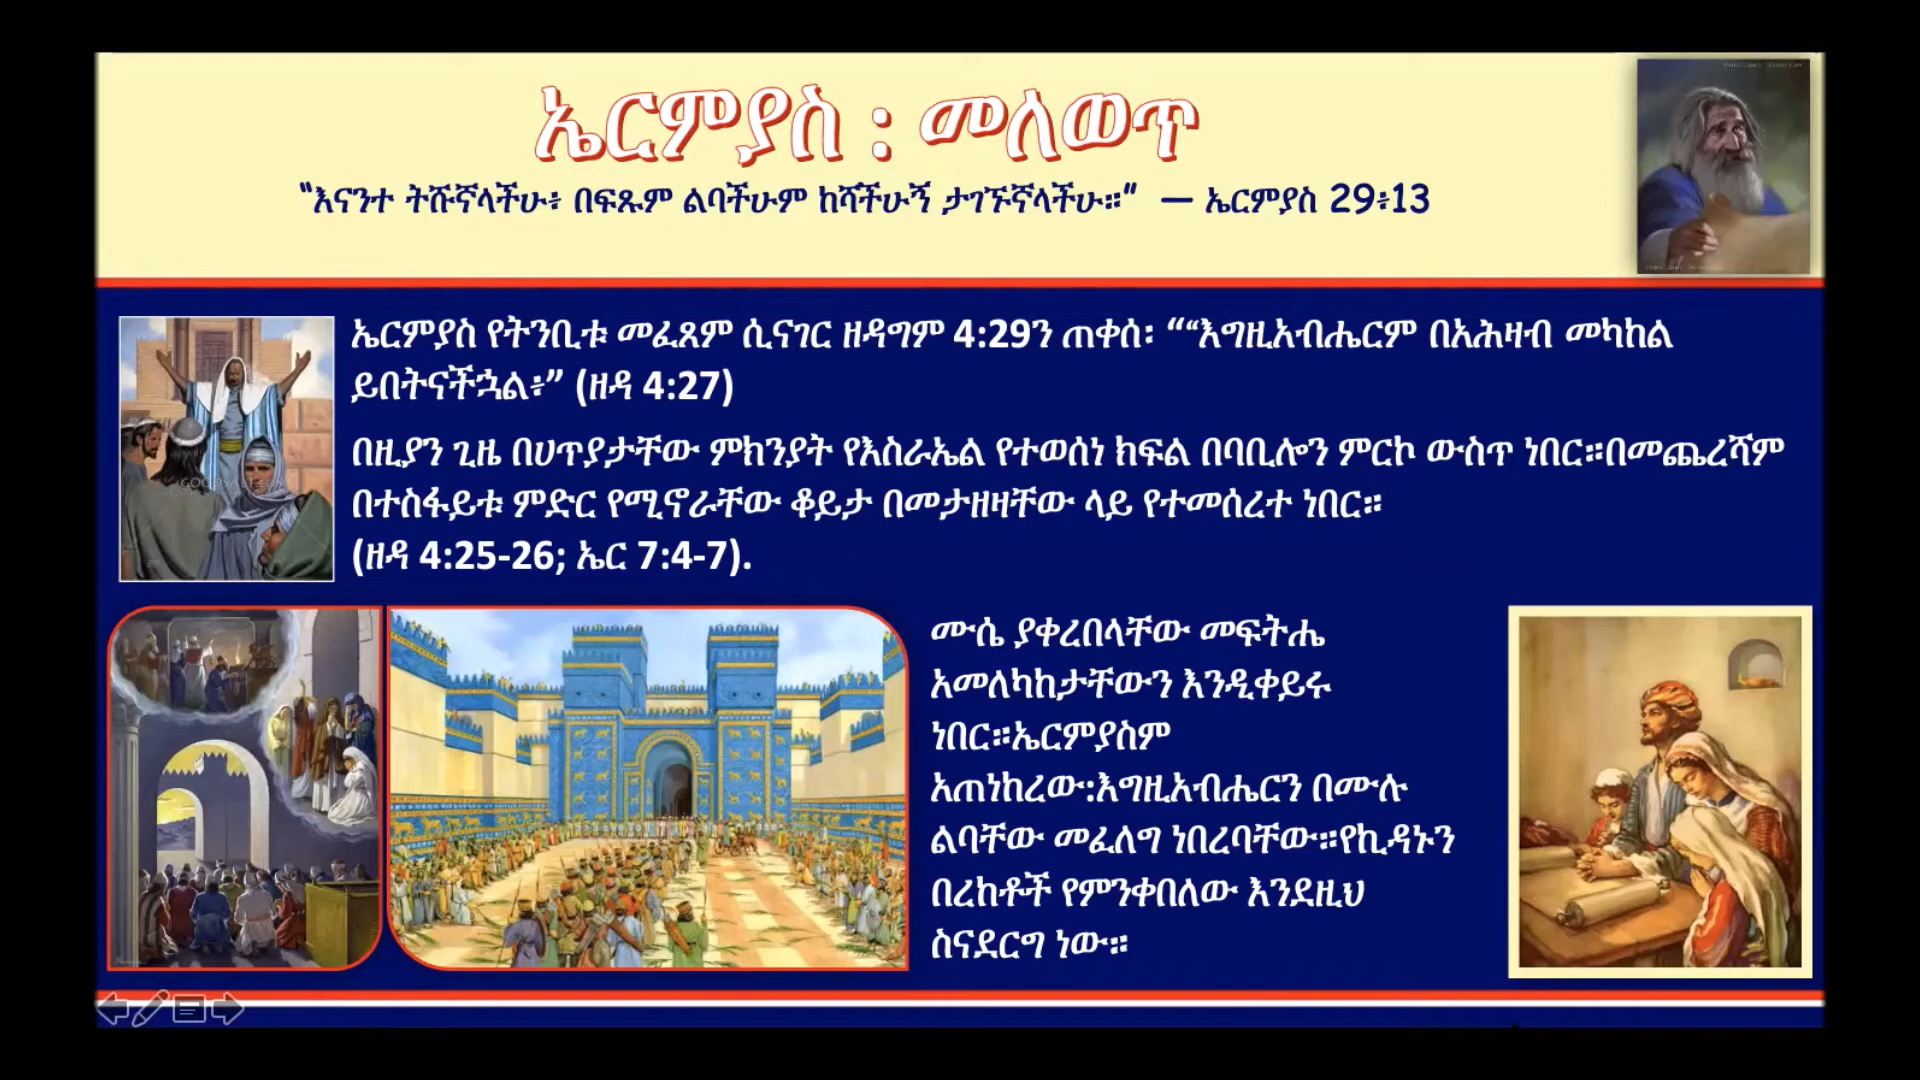 ኤርምያስ : መለወጥ
"እናንተ ትሹኛላችሁ፥ በፍጹም ልባችሁም ከሻችሁኝ ታገኙኛላችሁ።" — ኤርምያስ 29፥13
ኤርምያስ የትንቢቱ መፈጸም ሲናገር ዘዳግም 4:29ን ጠቀሰ፡ ““እግዚአብሔርም በአሕዛብ መካከል
ይበትናችኋል፥” (ዘዳ 4:27)
በዚያን ጊዜ በሀጥያታቸው ምክንያት የእስራኤል የተወሰነ ክፍል በባቢሎን ምርኮ ውስጥ ነበር።በመጨረሻም
በተስፋይቱ ምድር የሚኖራቸው ቆይታ በመታዘዛቸው ላይ የተመሰረተ ነበር።
(ዘዳ 4:25-26; ኤር 7:4-7).
ሙሴ ያቀረበላቸው መፍትሔ
አመለካከታቸውን እንዲቀይሩ
ነበር።ኤርምያስም
አጠነከረው:እግዚአብሔርን በሙሉ
ልባቸው መፈለግ ነበረባቸው።የኪዳኑን
በረከቶች የምንቀበለው እንደዚህ
ስናደርግ ነው።